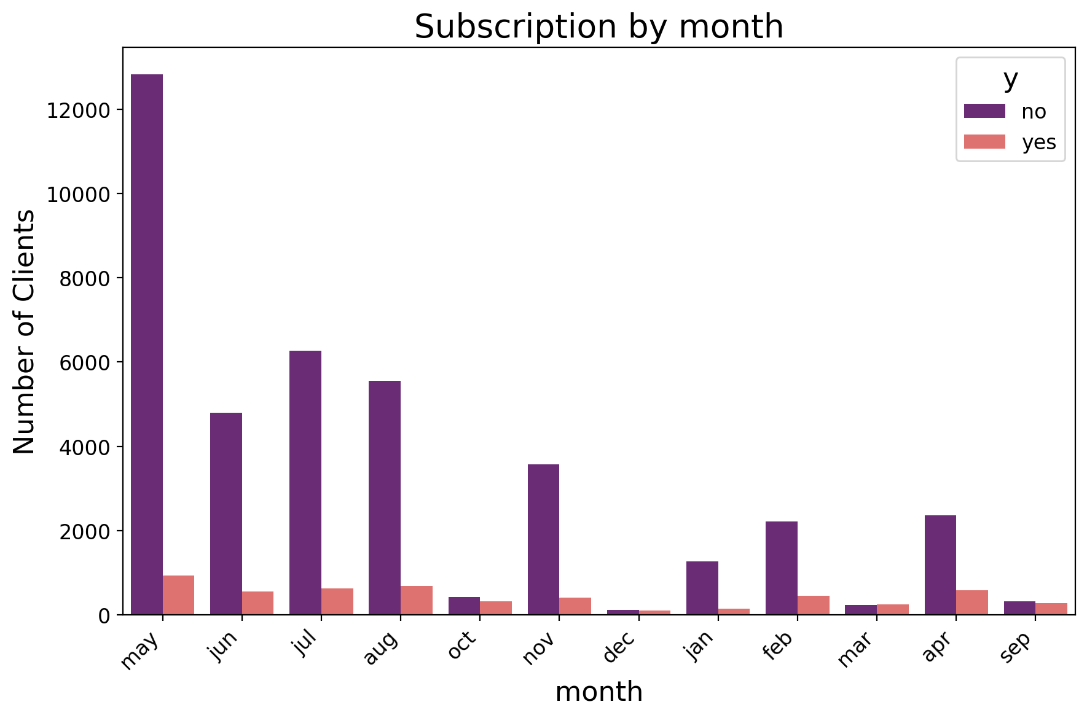 Subscription by month
y
no
yes
Number of Clients
12000
10000
8000
6000
4000
2000
0
may jun jul aug oct nov dec jan feb mar apr sep
month